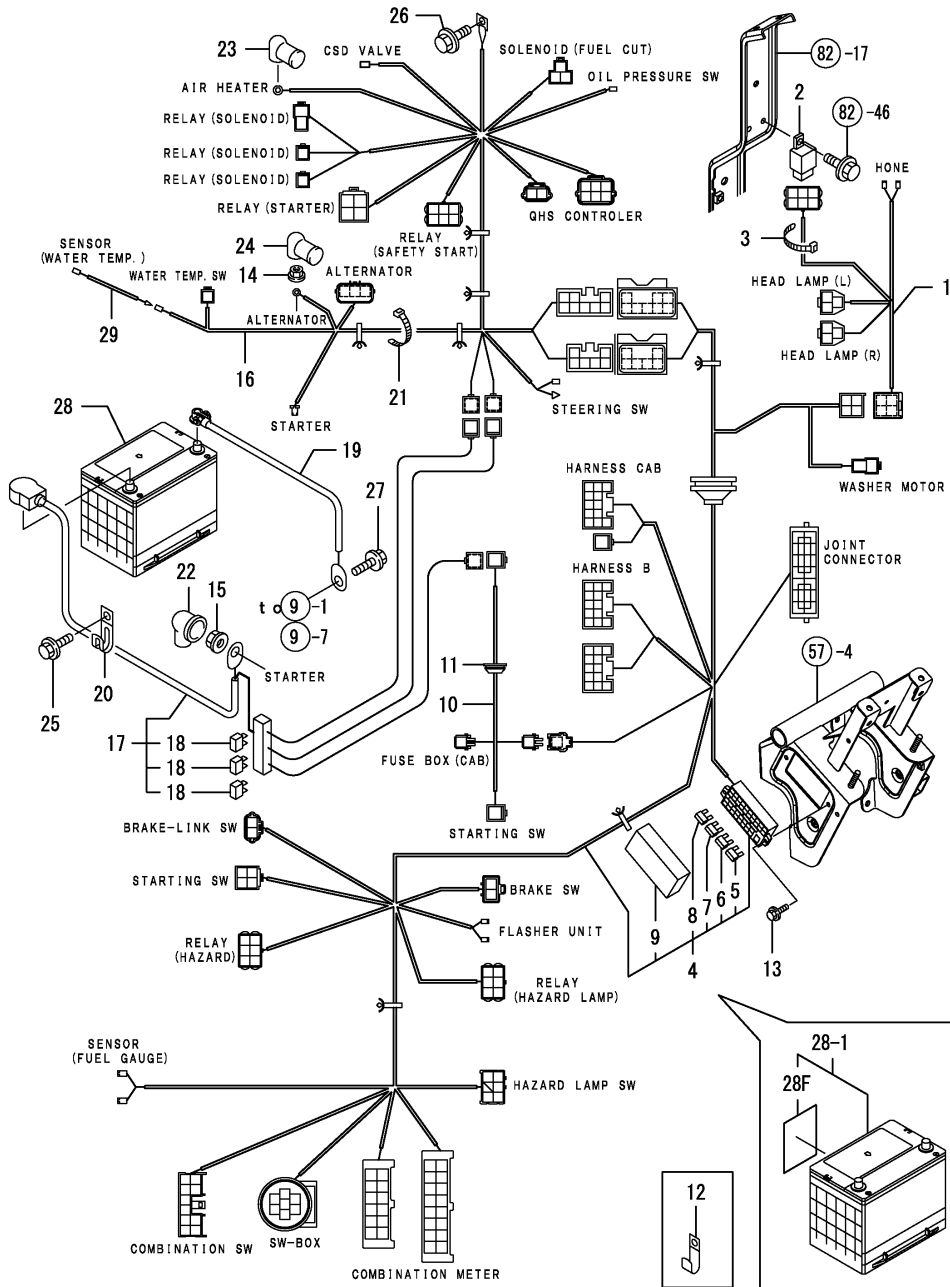 26
23
CSD VALVE
SOLENOID (FUEL CUT)
OIL PRESSURE SW
82 -17
2
82 -46
AIR HEATER
RELAY (SOLENOID)
RELAY (SOLENOID)
RELAY (SOLENOID)
HONE
RELAY (STARTER)
RELAY
(SAFETY START)
QHS CONTROLER
3
SENSOR
(WATER TEMP.)
24
WATER TEMP. SW
14
ALTERNATOR
HEAD LAMP (L)
1
29
ALTERNATOR
HEAD LAMP (R)
16
21
STARTER
STEERING SW
28
19
HARNESS CAB
WASHER MOTOR
27
JOINT
CONNECTOR
22
15
t o 9 -1
9 -7
HARNESS B
57 -4
STARTER
11
20
10
25
17
18
18
18
FUSE BOX (CAB)
STARTING SW
BRAKE-LINK SW
STARTING SW
BRAKE SW
FLASHER UNIT
RELAY
(HAZARD)
RELAY
(HAZARD LAMP)
5
6
7
8
9
4
13
SENSOR
(FUEL GAUGE)
HAZARD LAMP SW
28-1
28F
12
COMBINATION SW
SW-BOX
COMBINATION METER